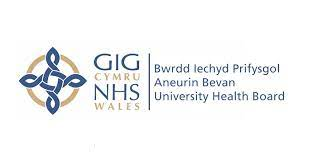 GIG
CYMRU
NHS
WALES
Bwrdd Iechyd Prifysgol
Aneurin Bevan
University Health Board